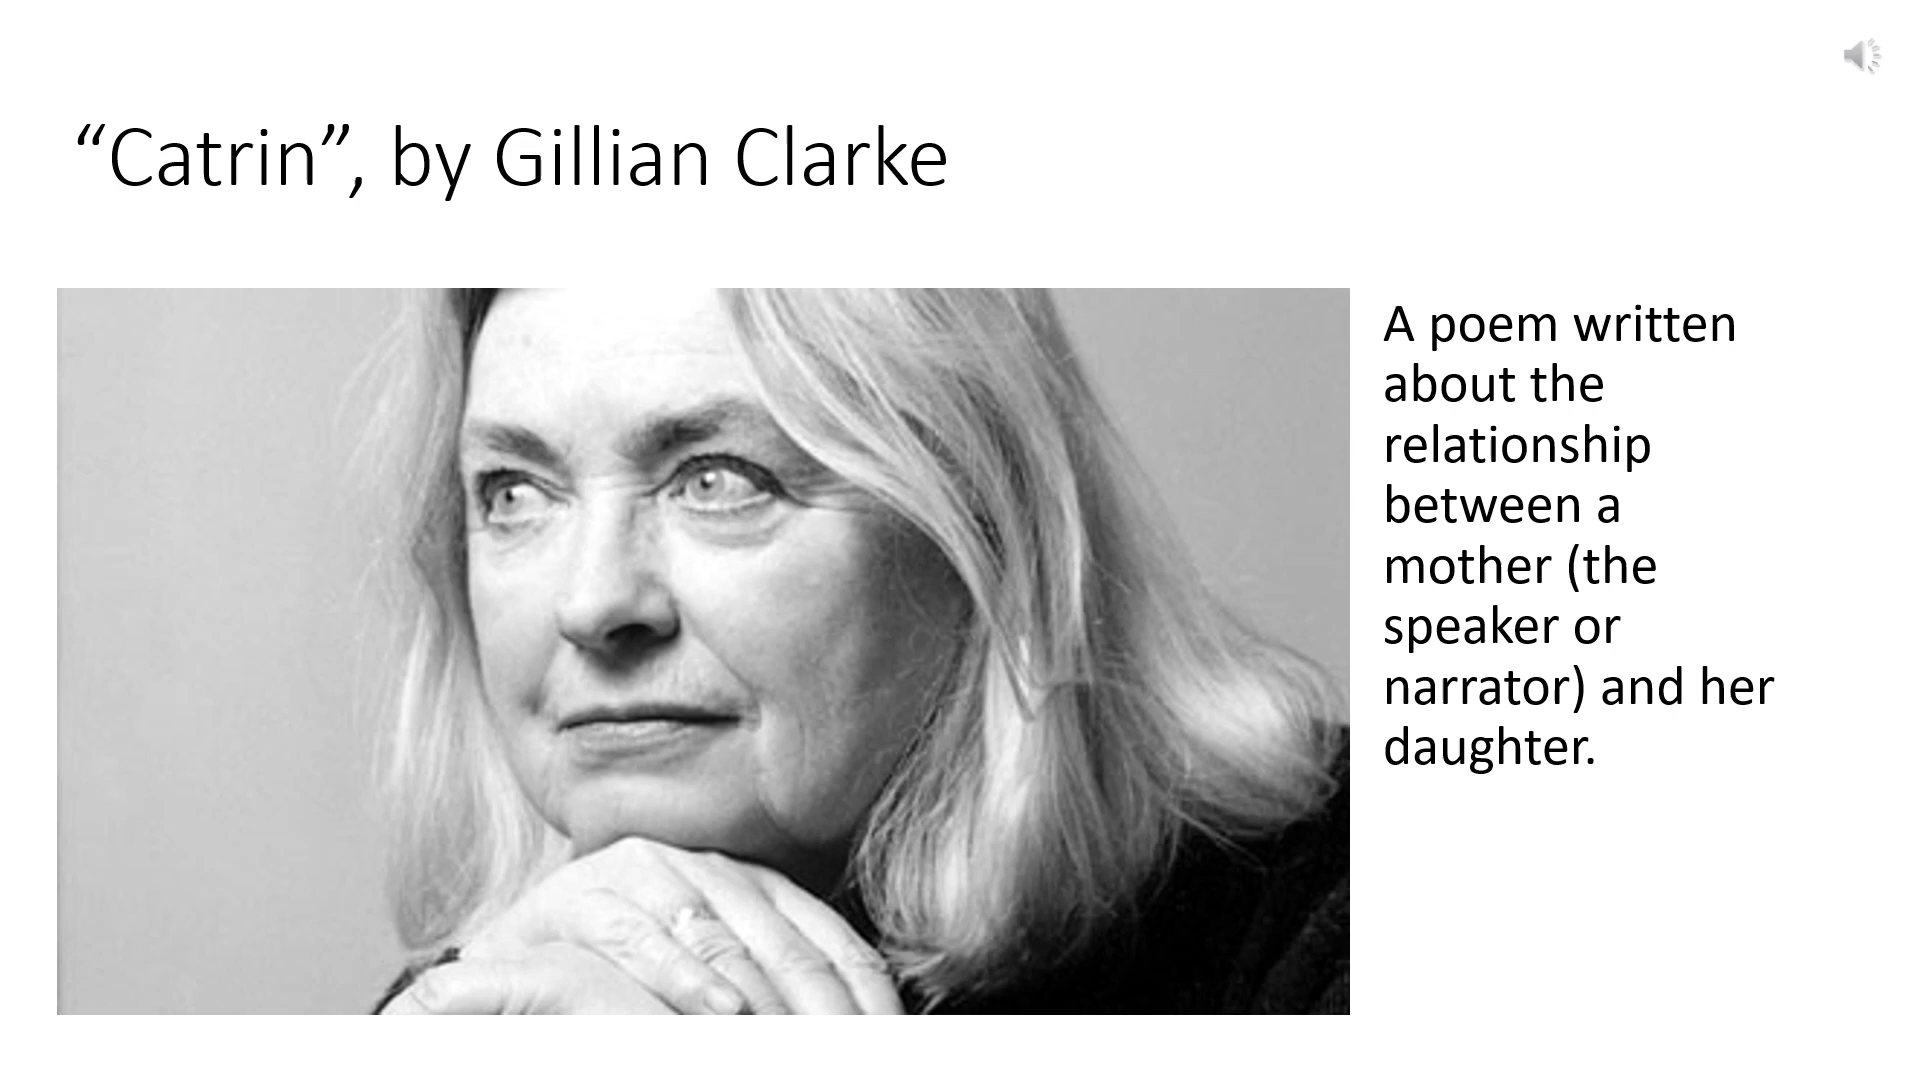 “Catrin”, by Gillian Clarke
A poem written
about the
relationship
between a
mother (the
speaker or
narrator) and her
daughter.